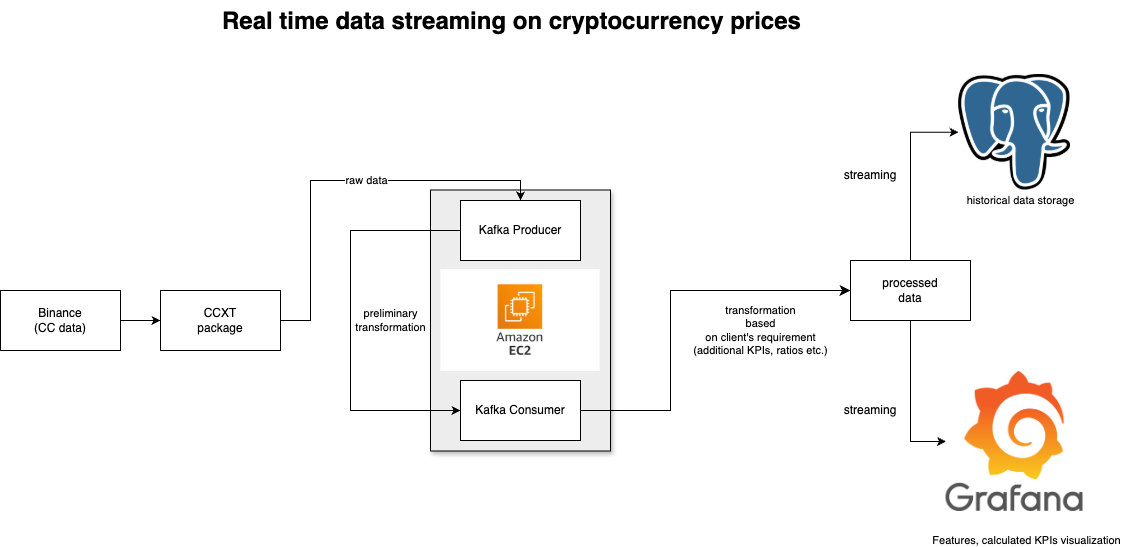 Real time data streaming on cryptocurrency prices
streaming
historical data storage
raw data
Kafka Producer
Binance
(CC data)
CCXT
package
preliminary
transformation
Amazon
EC2
Kafka Consumer
transformation
based
on client's requirement
(additional KPIs, ratios etc.)
processed
data
streaming
Grafana
Features, calculated KPIs visualization